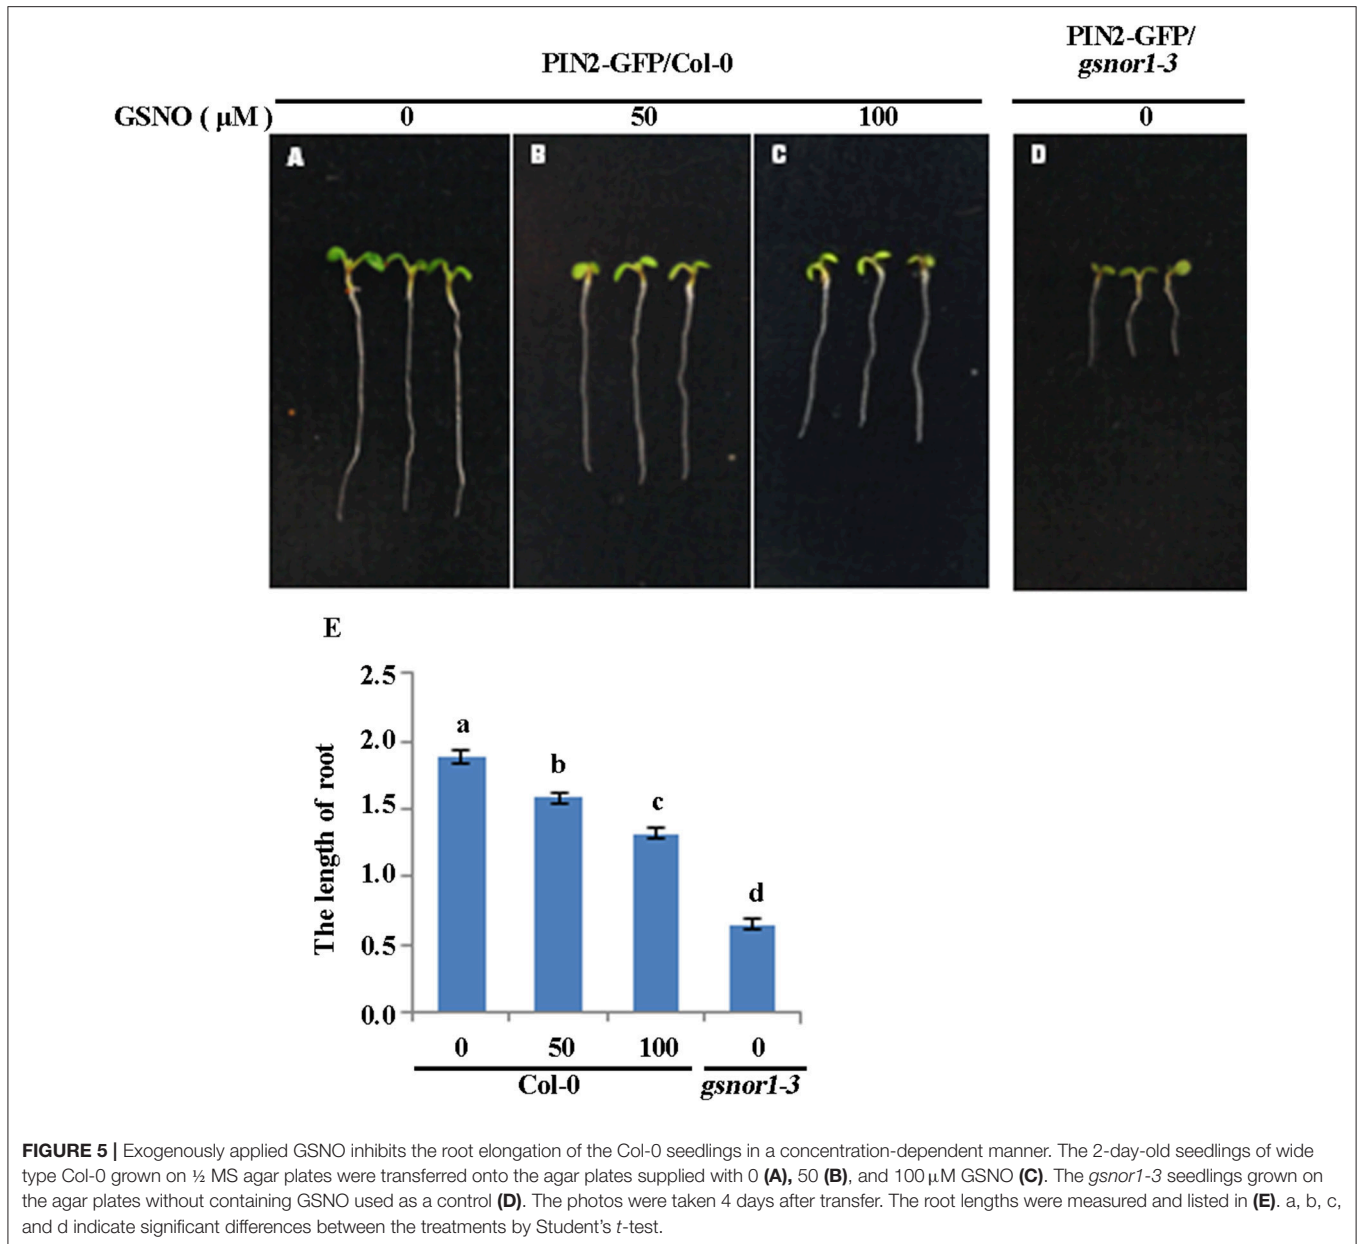 PIN2-GFP/Col-0
PIN2-GFP/
gsnor1-3
GSNO ( μM )
0
50
100
0
A
B
C
D
E
The length of root
2.5
2.0
1.5
1.0
0.5
0.0
a
b
c
d
0
50
100
0
Col-0
gsnor1-3
FIGURE 5 | Exogenously applied GSNO inhibits the root elongation of the Col-0 seedlings in a concentration-dependent manner. The 2-day-old seedlings of wide
type Col-0 grown on ½ MS agar plates were transferred onto the agar plates supplied with 0 (A), 50 (B), and 100 μM GSNO (C). The gsnor1-3 seedlings grown on
the agar plates without containing GSNO used as a control (D). The photos were taken 4 days after transfer. The root lengths were measured and listed in (E). a, b, c,
and d indicate significant differences between the treatments by Student's t-test.